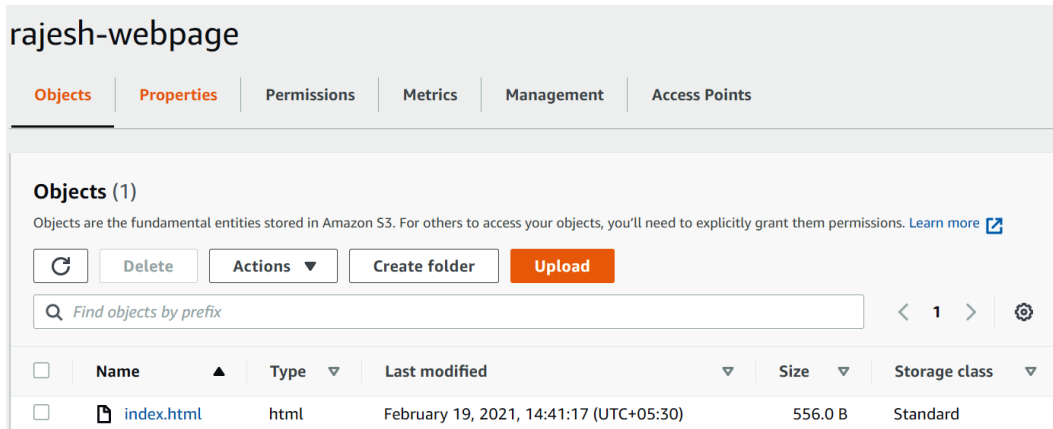 rajesh-webpage
Objects Properties Permissions Metrics Management Access Points
Objects (1)
Objects are the fundamental entities stored in Amazon S3. For others to access your objects, you'll need to explicitly grant them permissions. Learn more
Delete Actions Create folder Upload
Find objects by prefix 1
Name Type Last modified Size Storage class
index.html html February 19, 2021, 14:41:17 (UTC+05:30) 556.0 B Standard